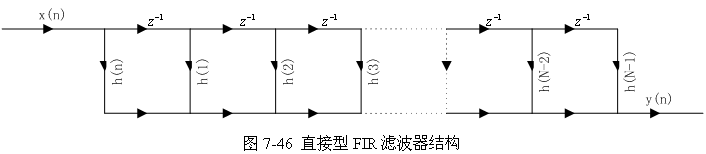 x(n) z⁻¹ z⁻¹ z⁻¹ z⁻¹ z⁻¹
h(n) h(1) h(2) h(3) h(N-2) h(N-1)
y(n)
图 7-46 直接型 FIR 滤波器结构